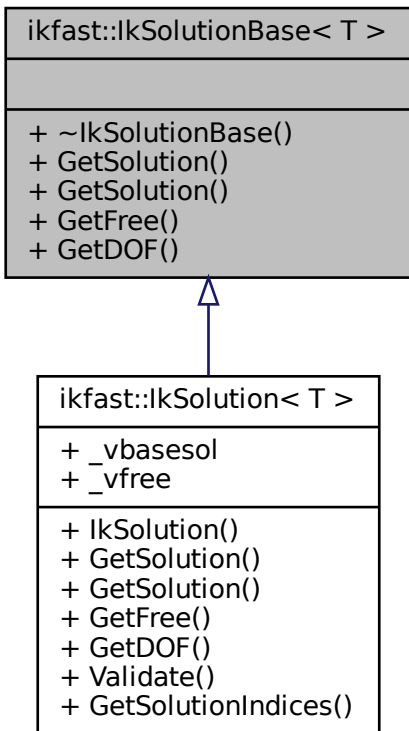 ikfast::IkSolutionBase< T >
+ ~IkSolutionBase()
+ GetSolution()
+ GetSolution()
+ GetFree()
+ GetDOF()
ikfast::IkSolution< T >
+ _vbasesol
+ _vfree
+ IkSolution()
+ GetSolution()
+ GetSolution()
+ GetFree()
+ GetDOF()
+ Validate()
+ GetSolutionIndices()